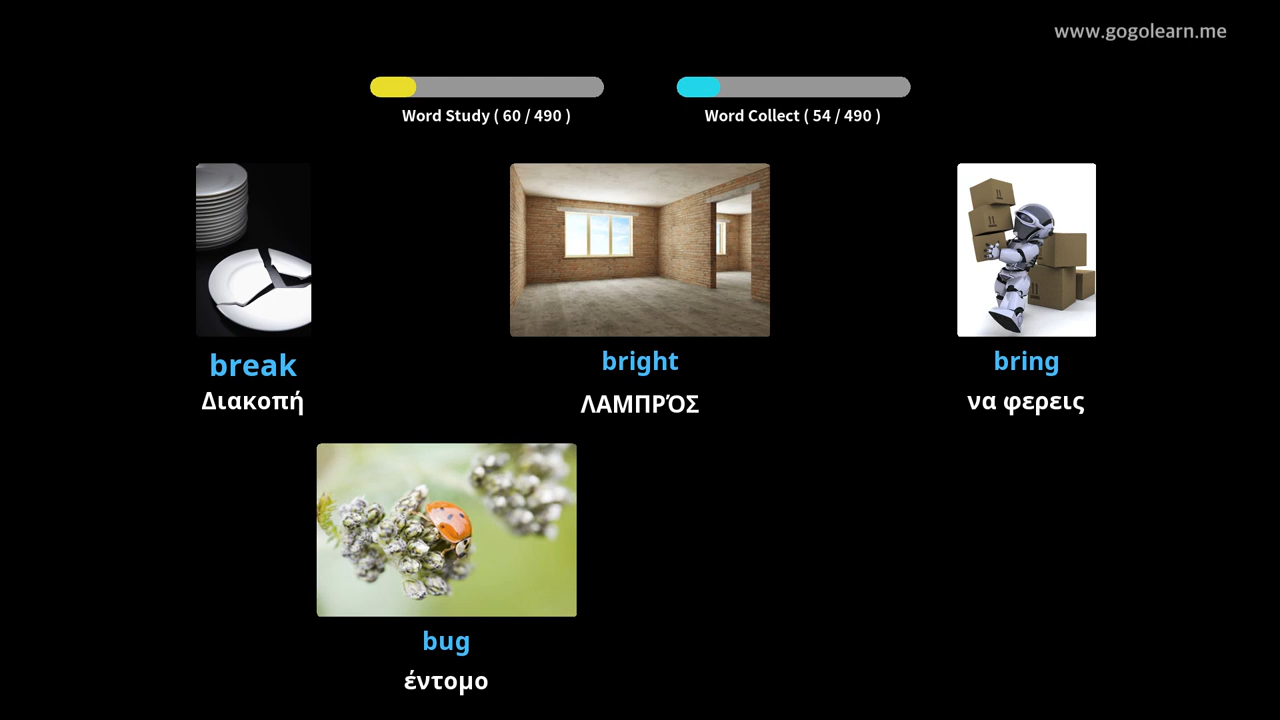 www.gogolearn.me
Word Study ( 60 / 490 )
Word Collect ( 54 / 490 )
break
Διακοπή
bright
ΛΑΜΠΡΌΣ
bring
να φερεις
bug
έντομο